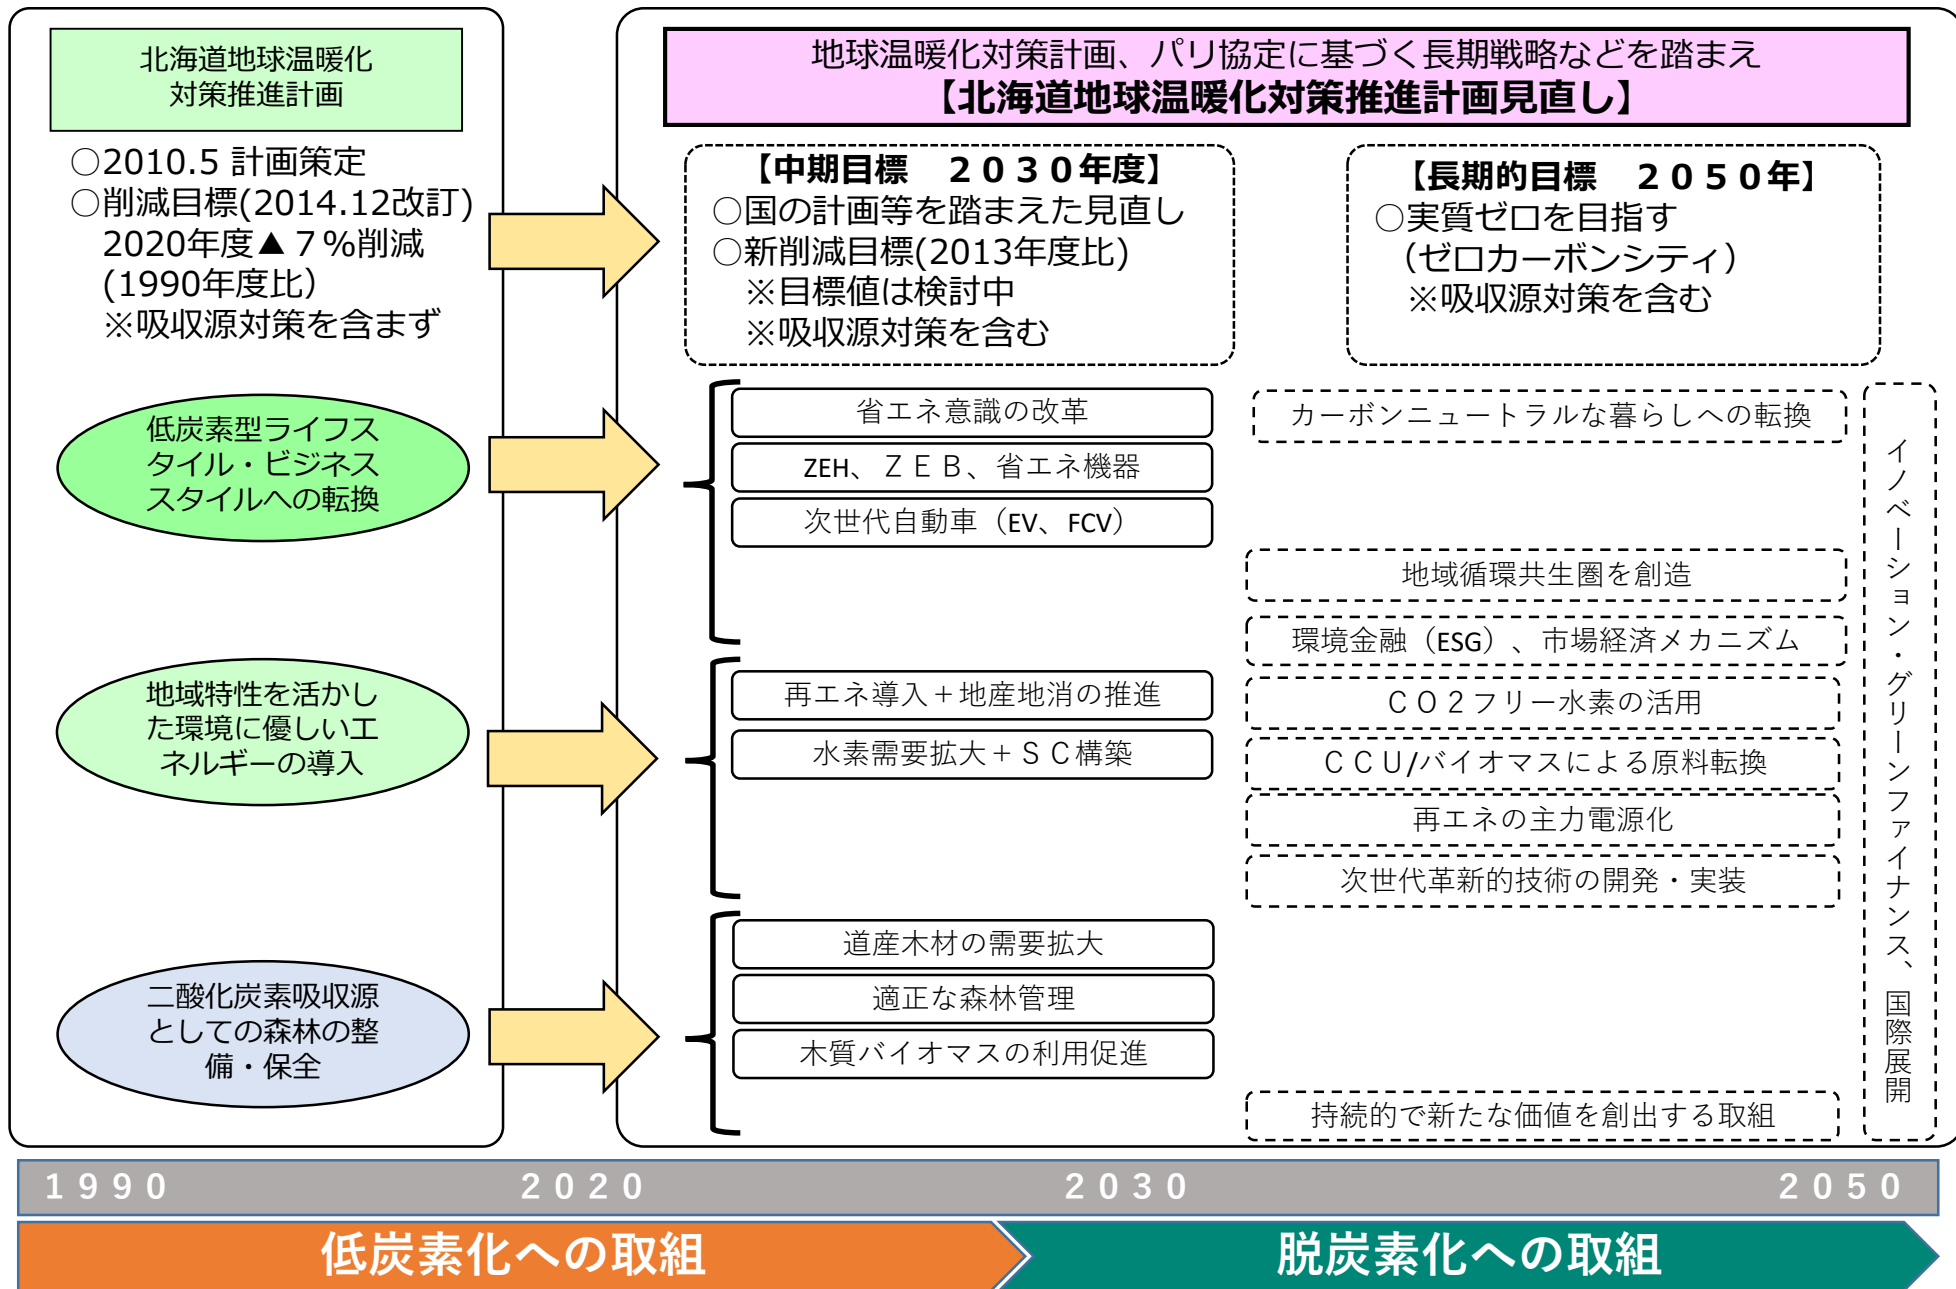 北海道地球温暖化
対策推進計画
○2010.5 計画策定
○削減目標(2014.12改訂)
2020年度▲７%削減
(1990年度比）
※吸収源対策を含まず
低炭素型ライフス
タイル・ビジネス
スタイルへの転換
地域特性を活かし
た環境に優しいエ
ネルギーの導入
二酸化炭素吸収源
としての森林の整
備・保全
地球温暖化対策計画、パリ協定に基づく長期戦略などを踏まえ
【北海道地球温暖化対策推進計画見直し】
【中期目標　２０３０年度】
○国の計画等を踏まえた見直し
○新削減目標(2013年度比)
※目標値は検討中
※吸収源対策を含む
【長期的目標　２０５０年】
○実質ゼロを目指す
（ゼロカーボンシティ）
※吸収源対策を含む
省エネ意識の改革
ZEH、ＺＥＢ、省エネ機器
次世代自動車（EV、FCV）
再エネ導入＋地産地消の推進
水素需要拡大＋ＳＣ構築
道産木材の需要拡大
適正な森林管理
木質バイオマスの利用促進
カーボンニュートラルな暮らしへの転換
地域循環共生圏を創造
環境金融（ESG）、市場経済メカニズム
ＣＯ２フリー水素の活用
ＣＣＵ/バイオマスによる原料転換
再エネの主力電源化
次世代革新的技術の開発・実装
持続的で新たな価値を創出する取組
イノベーション・グリーンファイナンス、国際展開
１９９０
２０２０
２０３０
２０５０
低炭素化への取組
脱炭素化への取組